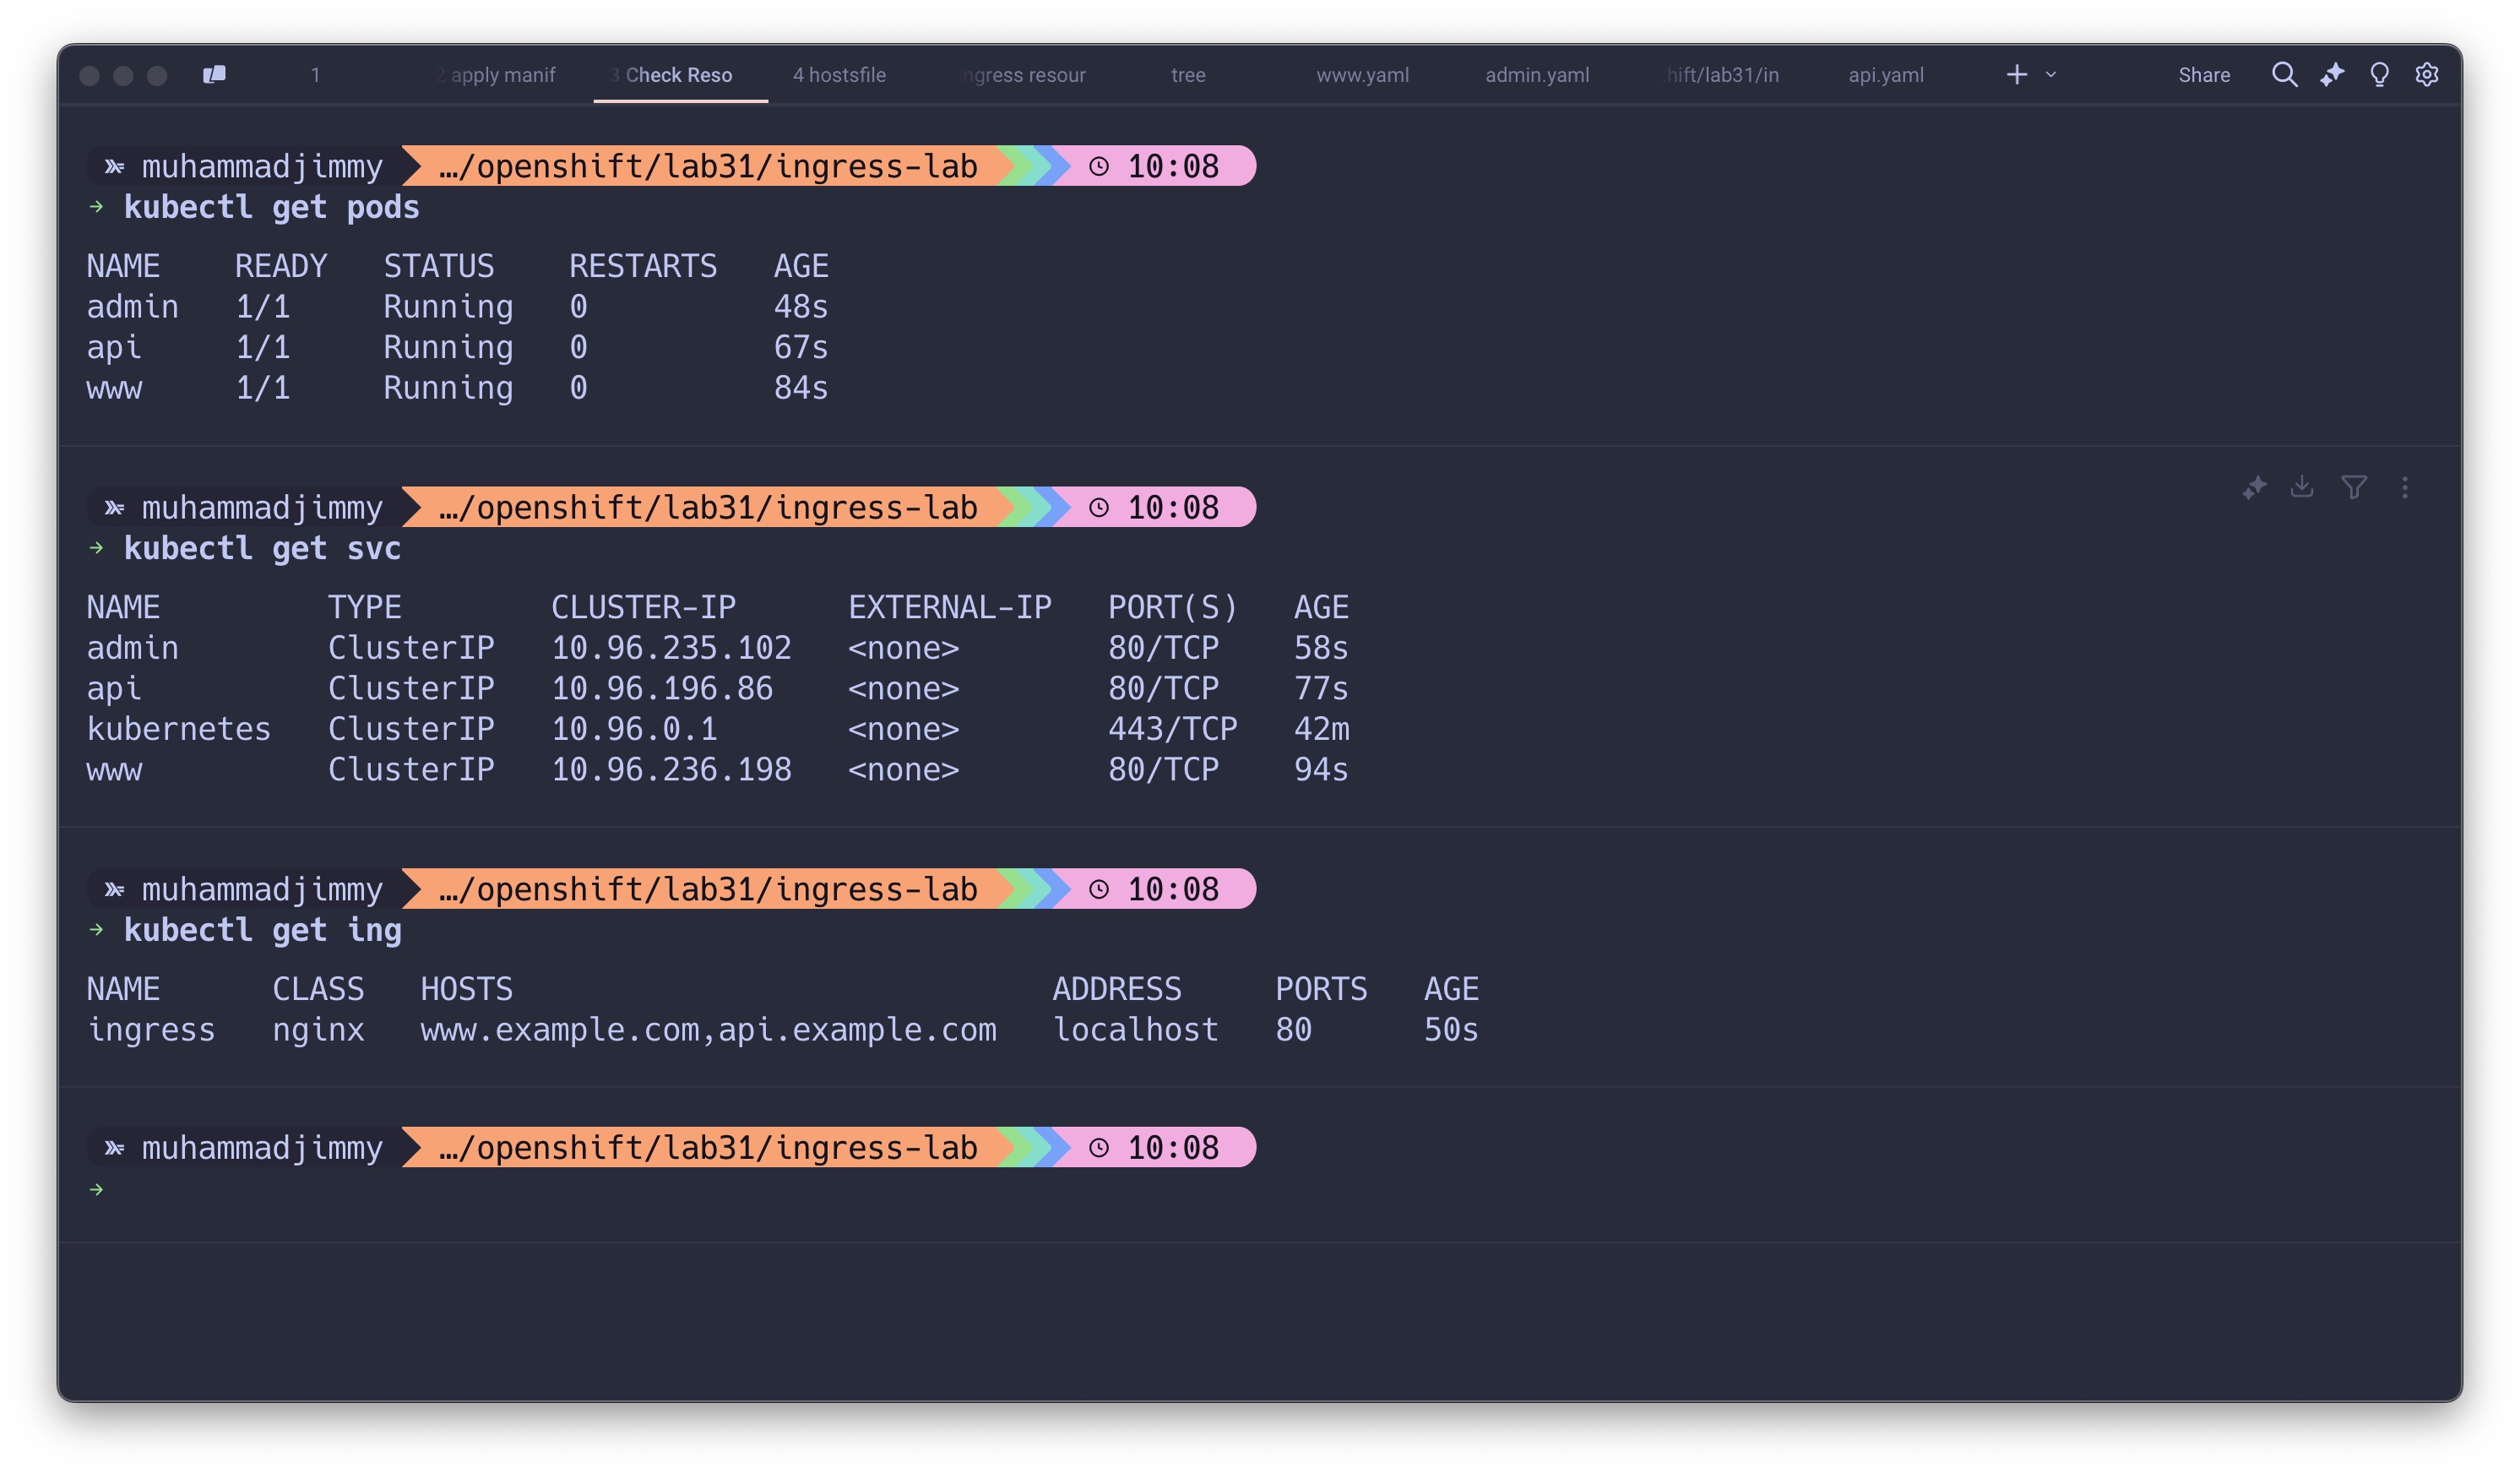 1 2 apply manif 3 Check Reso 4 hostsfile ngress resour tree www.yaml admin.yaml hift/lab31/in api.yaml Share
muhammadjimmy …/openshift/lab31/ingress-lab 10:08
→ kubectl get pods
NAME READY STATUS RESTARTS AGE
admin 1/1 Running 0 48s
api 1/1 Running 0 67s
www 1/1 Running 0 84s
muhammadjimmy …/openshift/lab31/ingress-lab 10:08
→ kubectl get svc
NAME TYPE CLUSTER-IP EXTERNAL-IP PORT(S) AGE
admin ClusterIP 10.96.235.102 <none> 80/TCP 58s
api ClusterIP 10.96.196.86 <none> 80/TCP 77s
kubernetes ClusterIP 10.96.0.1 <none> 443/TCP 42m
www ClusterIP 10.96.236.198 <none> 80/TCP 94s
muhammadjimmy …/openshift/lab31/ingress-lab 10:08
→ kubectl get ing
NAME CLASS HOSTS ADDRESS PORTS AGE
ingress nginx www.example.com,api.example.com localhost 80 50s
muhammadjimmy …/openshift/lab31/ingress-lab 10:08
→